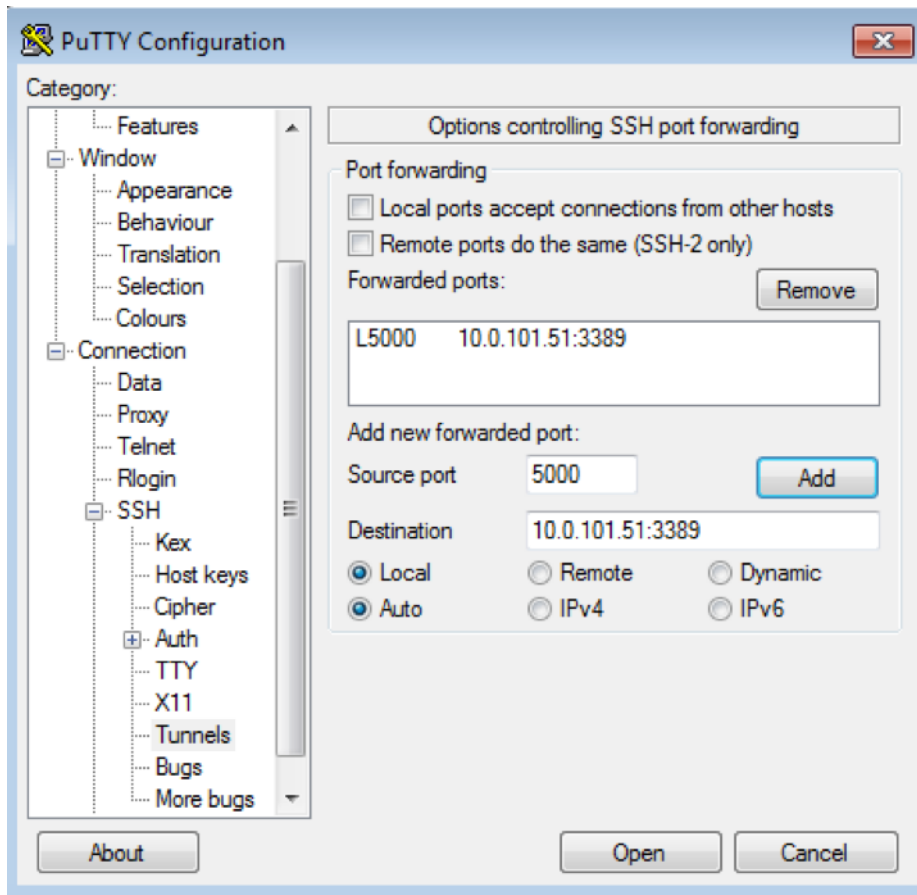 PuTTY Configuration
Category:
Features
Window
Appearance
Behaviour
Translation
Selection
Colours
Connection
Data
Proxy
Telnet
Rlogin
SSH
Kex
Host keys
Cipher
Auth
TTY
X11
Tunnels
Bugs
More bugs
Options controlling SSH port forwarding
Port forwarding
Local ports accept connections from other hosts
Remote ports do the same (SSH-2 only)
Forwarded ports:
Remove
L5000 10.0.101.51:3389
Add new forwarded port:
Source port 5000 Add
Destination 10.0.101.51:3389
Local Remote Dynamic
Auto IPv4 IPv6
About Open Cancel